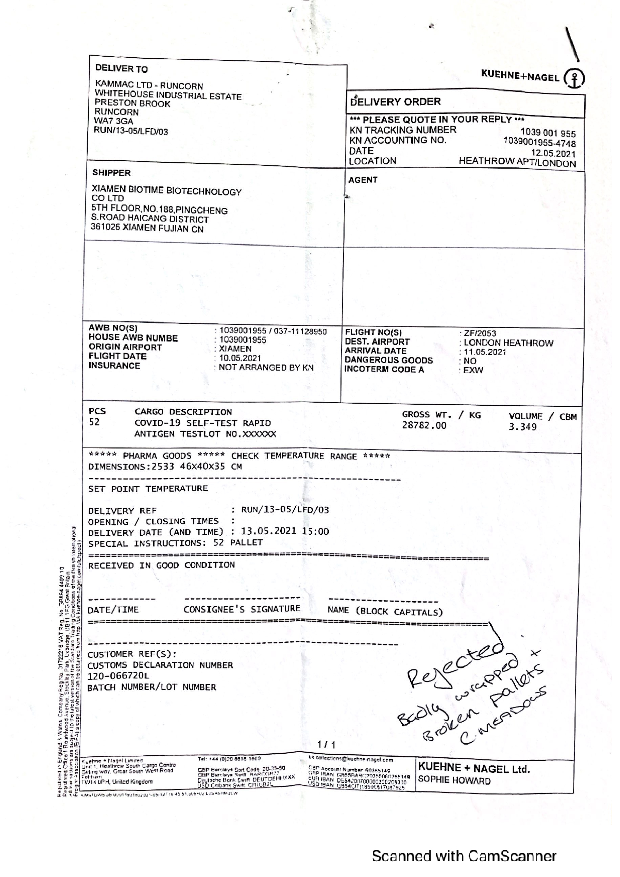 DELIVER TO
KAMMAC LTD - RUNCORN
WHITEHOUSE INDUSTRIAL ESTATE
PRESTON BROOK
RUNCORN
WA7 3GA
RUN/13-05/LFD/03
KUEHNE+NAGEL
DELIVERY ORDER
*** PLEASE QUOTE IN YOUR REPLY ***
KN TRACKING NUMBER 1039 001 955
KN ACCOUNTING NO. 1039001955-4748
DATE 12.05.2021
LOCATION HEATHROW APT/LONDON
SHIPPER
XIAMEN BIOTIME BIOTECHNOLOGY
CO LTD
5TH FLOOR,NO.188,PINGCHENG
S.ROAD HAICANG DISTRICT
361026 XIAMEN FUJIAN CN
AGENT
AWB NO(S) : 1039001955 / 037-11128950
HOUSE AWB NUMBE : 1039001955
ORIGIN AIRPORT : XIAMEN
FLIGHT DATE : 10.05.2021
INSURANCE : NOT ARRANGED BY KN
FLIGHT NO(S) : ZF/2053
DEST. AIRPORT : LONDON HEATHROW
ARRIVAL DATE : 11.05.2021
DANGEROUS GOODS : NO
INCOTERM CODE A : EXW
PCS CARGO DESCRIPTION GROSS WT. / KG VOLUME / CBM
52 COVID-19 SELF-TEST RAPID 28782.00 3.349
ANTIGEN TESTLOT NO.XXXXXX
***** PHARMA GOODS ***** CHECK TEMPERATURE RANGE *****
DIMENSIONS:2533 46X40X35 CM
SET POINT TEMPERATURE
DELIVERY REF : RUN/13-05/LFD/03
OPENING / CLOSING TIMES :
DELIVERY DATE (AND TIME) : 13.05.2021 15:00
SPECIAL INSTRUCTIONS: 52 PALLET
RECEIVED IN GOOD CONDITION
DATE/TIME CONSIGNEE'S SIGNATURE NAME (BLOCK CAPITALS)
CUSTOMER REF(S):
CUSTOMS DECLARATION NUMBER
120-066720L
BATCH NUMBER/LOT NUMBER
Rejected
Badly wrapped +
Broken pallets
C MEADOWS
1 / 1
Kuehne + Nagel Limited
KUEHNE + NAGEL Ltd.
SOPHIE HOWARD
Scanned with CamScanner